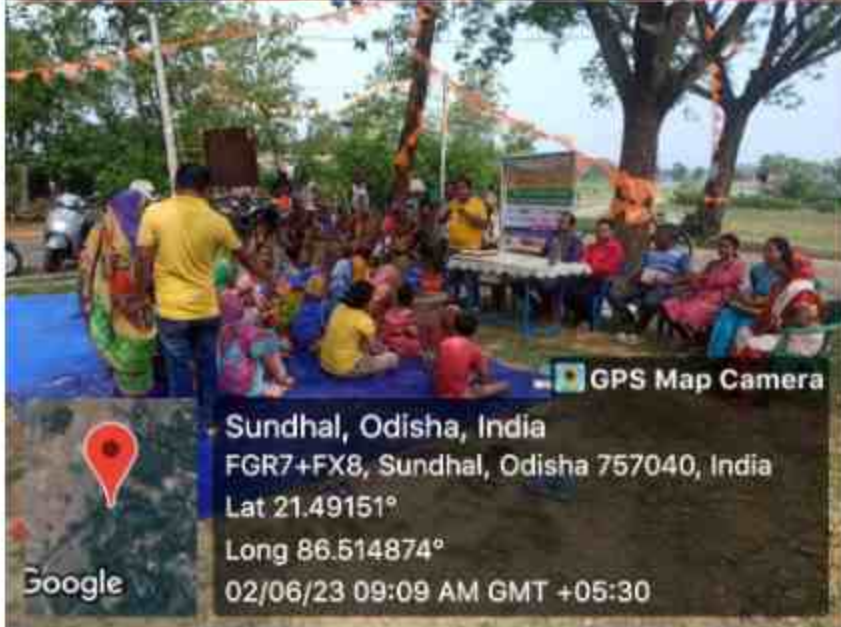 GPS Map Camera
Sundhal, Odisha, India
FGR7+FX8, Sundhal, Odisha 757040, India
Lat 21.49151°
Long 86.514874°
02/06/23 09:09 AM GMT +05:30
Google